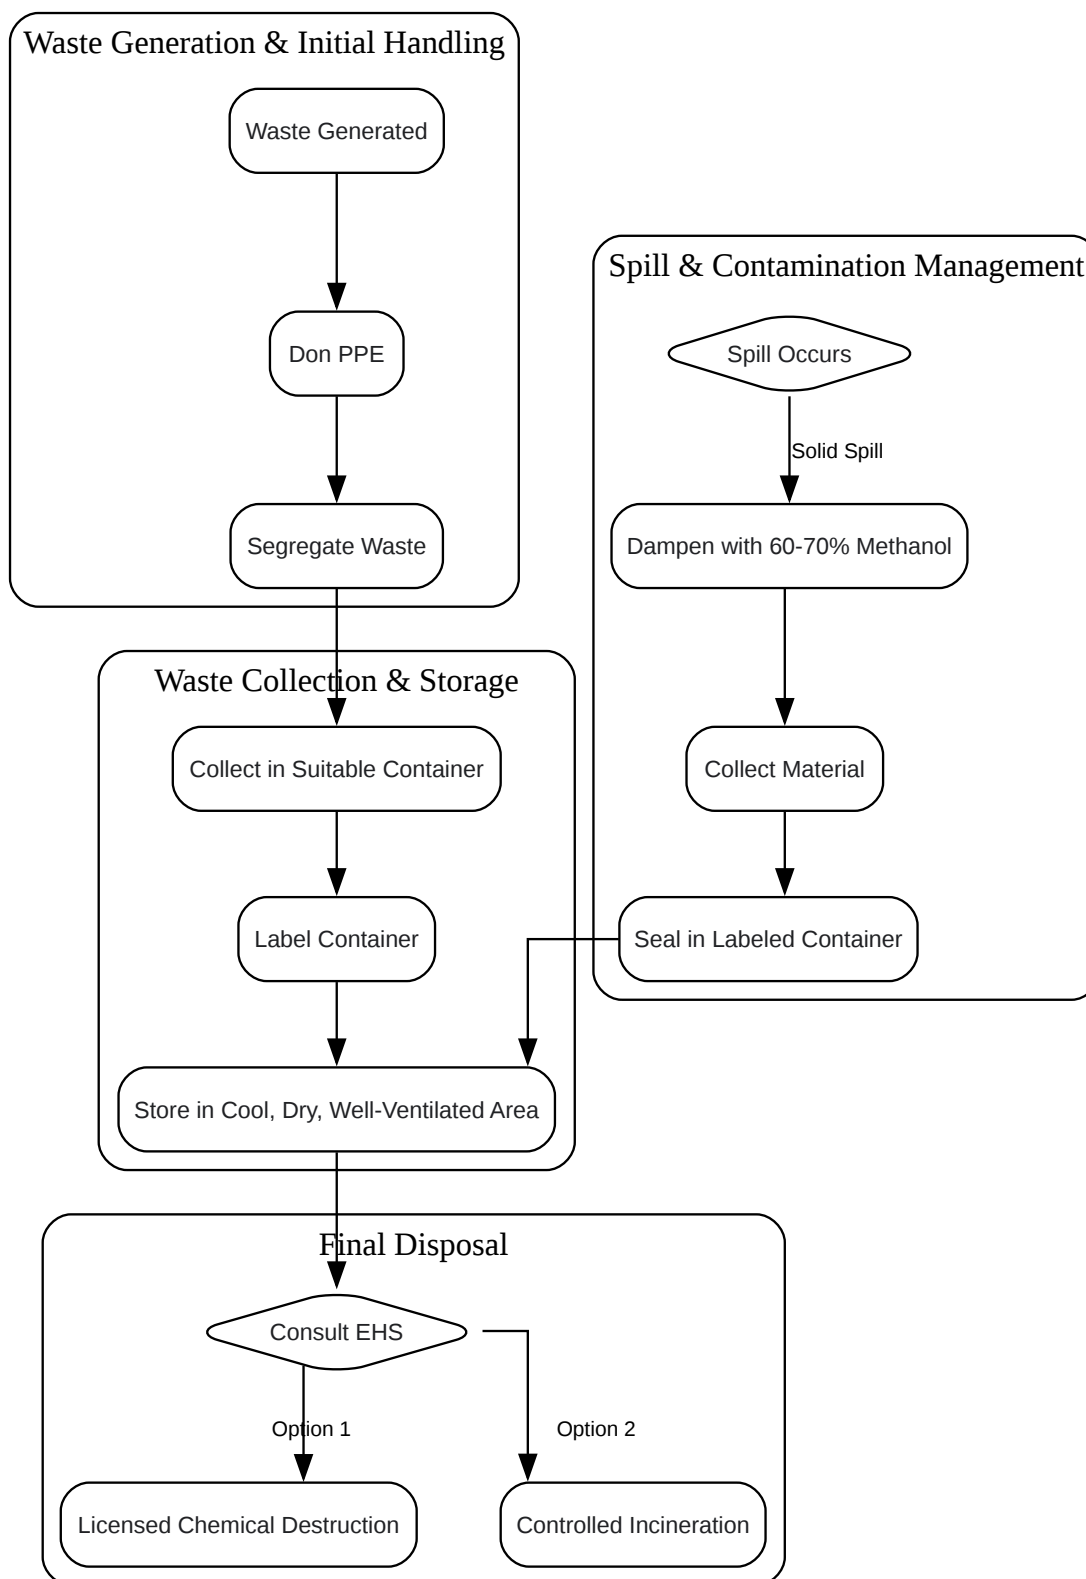 Waste Generation & Initial Handling
Waste Generated
Don PPE
Segregate Waste
Spill & Contamination Management
Spill Occurs
Solid Spill
Dampen with 60-70% Methanol
Collect Material
Seal in Labeled Container
Waste Collection & Storage
Collect in Suitable Container
Label Container
Store in Cool, Dry, Well-Ventilated Area
Final Disposal
Consult EHS
Option 1
Option 2
Licensed Chemical Destruction
Controlled Incineration